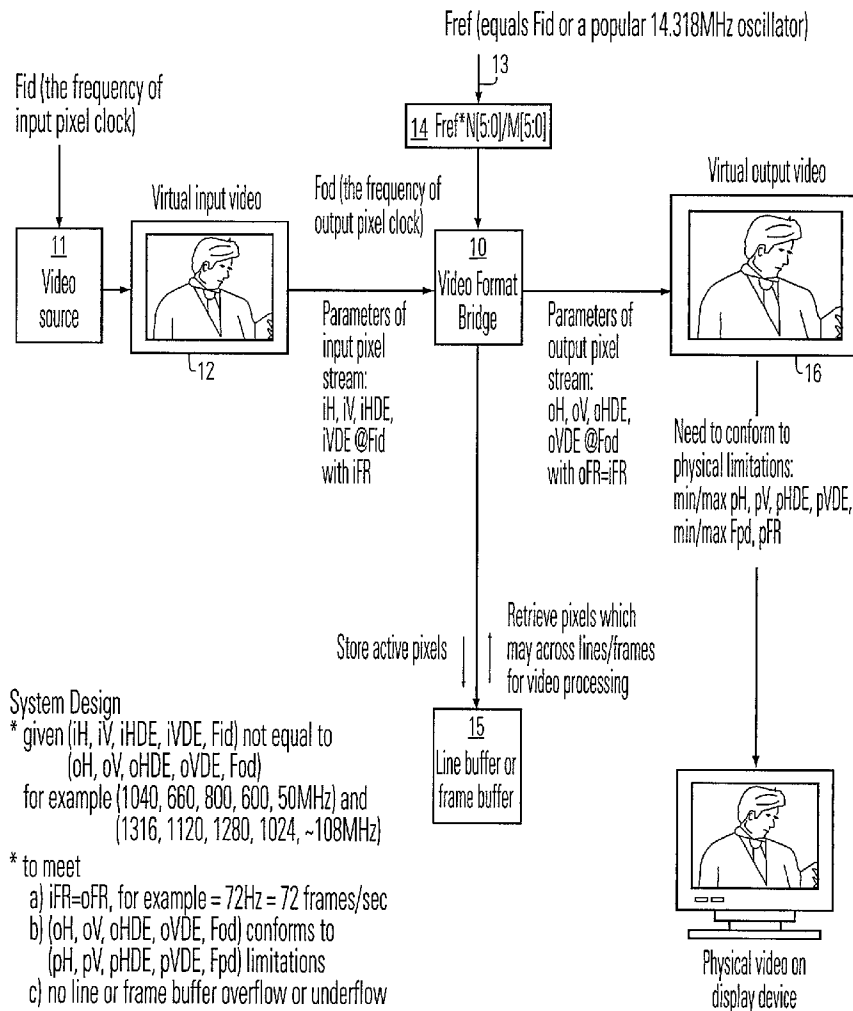 Fref (equals Fid or a popular 14.318MHz oscillator)
13
Fid (the frequency of
input pixel clock)
14 Fref*N[5:0]/M[5:0]
Virtual input video
Fod (the frequency of
output pixel clock)
Virtual output video
11
Video
source
10
Video Format
Bridge
12
16
Parameters of
input pixel
stream:
iH, iV, iHDE,
iVDE @Fid
with iFR
Parameters of
output pixel
stream:
oH, oV, oHDE,
oVDE @Fod
with oFR=iFR
Need to conform to
physical limitations:
min/max pH, pV, pHDE, pVDE,
min/max Fpd, pFR
Store active pixels
Retrieve pixels which
may across lines/frames
for video processing
15
Line buffer or
frame buffer
System Design
* given (iH, iV, iHDE, iVDE, Fid) not equal to
(oH, oV, oHDE, oVDE, Fod)
for example (1040, 660, 800, 600, 50MHz) and
(1316, 1120, 1280, 1024, ~108MHz)
* to meet
a) iFR=oFR, for example = 72Hz = 72 frames/sec
b) (oH, oV, oHDE, oVDE, Fod) conforms to
(pH, pV, pHDE, pVDE, Fpd) limitations
c) no line or frame buffer overflow or underflow
Physical video on
display device